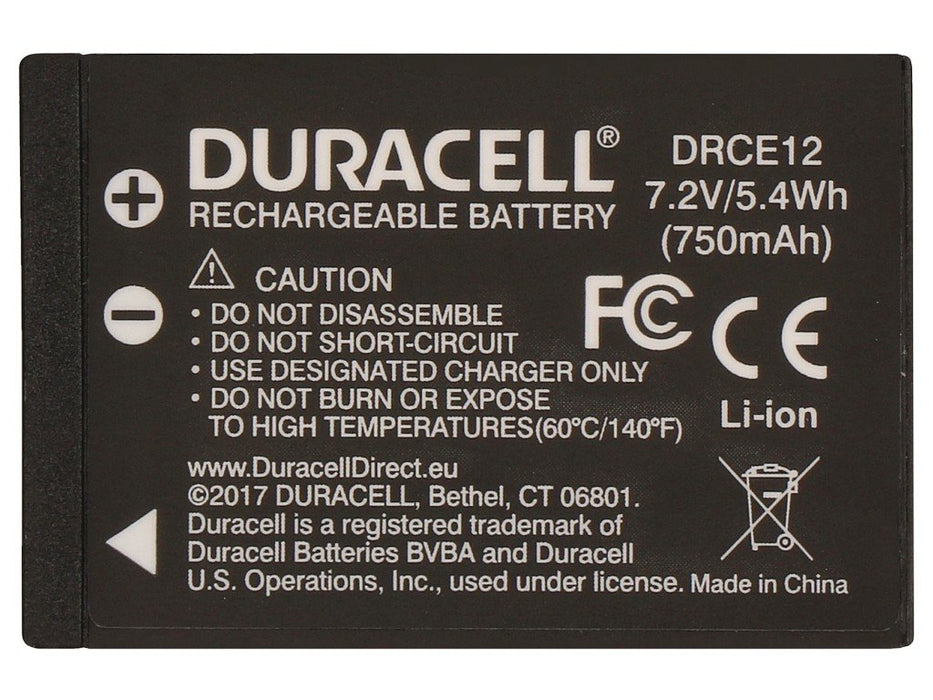 DURACELL®
RECHARGEABLE BATTERY
DRCE12
7.2V/5.4Wh
(750mAh)
CAUTION
• DO NOT DISASSEMBLE
• DO NOT SHORT-CIRCUIT
• USE DESIGNATED CHARGER ONLY
• DO NOT BURN OR EXPOSE
TO HIGH TEMPERATURES(60°C/140°F)
FC CE
Li-ion
www.DuracellDirect.eu
©2017 DURACELL, Bethel, CT 06801.
Duracell is a registered trademark of
Duracell Batteries BVBA and Duracell
U.S. Operations, Inc., used under license. Made in China